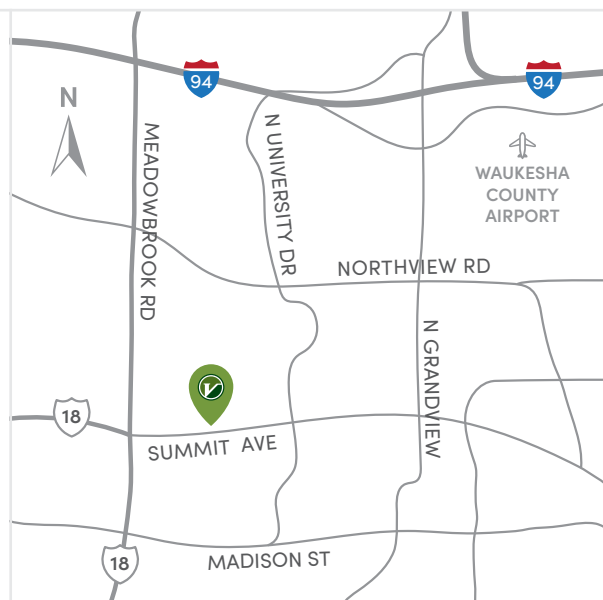 94
94
N
MEADOWBROOK RD
N UNIVERSITY DR
WAUKESHA
COUNTY
AIRPORT
NORTHVIEW RD
N GRANDVIEW
V
18
SUMMIT AVE
18
MADISON ST